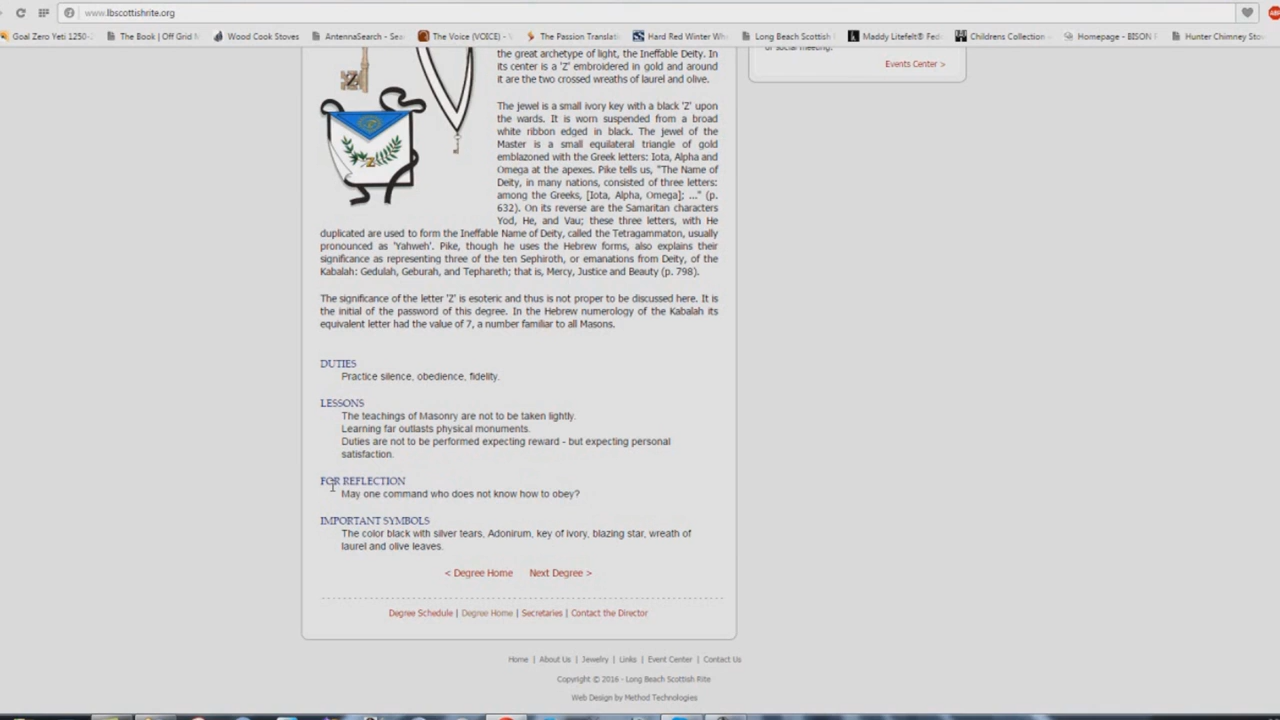 www.lbscottishrite.org
Goal Zero Yeti 1250- The Book | Off Grid Wood Cook Stoves AntennaSearch - Sea The Voice (VOICE) - The Passion Translati Hard Red Winter Wh Long Beach Scottish Maddy Litefelt® Fed Childrens Collection Homepage - BISON Hunter Chimney Sto
the great archetype of light, the Ineffable Deity. In
its center is a 'Z' embroidered in gold and around
it are the two crossed wreaths of laurel and olive.
The jewel is a small ivory key with a black 'Z' upon
the wards. It is worn suspended from a broad
white ribbon edged in black. The jewel of the
Master is a small equilateral triangle of gold
emblazoned with the Greek letters: Iota, Alpha and
Omega at the apexes. Pike tells us, "The Name of
Deity, in many nations, consisted of three letters:
among the Greeks, [Iota, Alpha, Omega]; ..." (p.
632). On its reverse are the Samaritan characters
Yod, He, and Vau; these three letters, with He
duplicated are used to form the Ineffable Name of Deity, called the Tetragammaton, usually
pronounced as 'Yahweh'. Pike, though he uses the Hebrew forms, also explains their
significance as representing three of the ten Sephiroth, or emanations from Deity, of the
Kabalah: Gedulah, Geburah, and Tephareth; that is, Mercy, Justice and Beauty (p. 798).
The significance of the letter 'Z' is esoteric and thus is not proper to be discussed here. It is
the initial of the password of this degree. In the Hebrew numerology of the Kabalah its
equivalent letter had the value of 7, a number familiar to all Masons.
DUTIES
Practice silence, obedience, fidelity.
LESSONS
The teachings of Masonry are not to be taken lightly.
Learning far outlasts physical monuments.
Duties are not to be performed expecting reward - but expecting personal
satisfaction.
FOR REFLECTION
May one command who does not know how to obey?
IMPORTANT SYMBOLS
The color black with silver tears, Adonirum, key of ivory, blazing star, wreath of
laurel and olive leaves.
< Degree Home Next Degree >
Degree Schedule | Degree Home | Secretaries | Contact the Director
or social meeting.
Events Center >
Z
Z
Home | About Us | Jewelry | Links | Event Center | Contact Us
Copyright © 2016 - Long Beach Scottish Rite
Web Design by Method Technologies